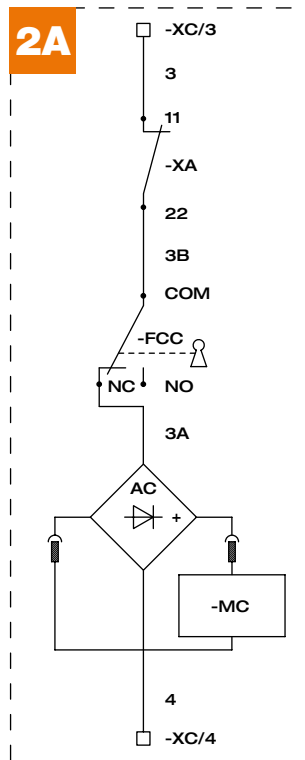 2A
-XC/3
3
11
-XA
22
3B
COM
-FCC
NC NO
3A
AC
+
-MC
4
-XC/4